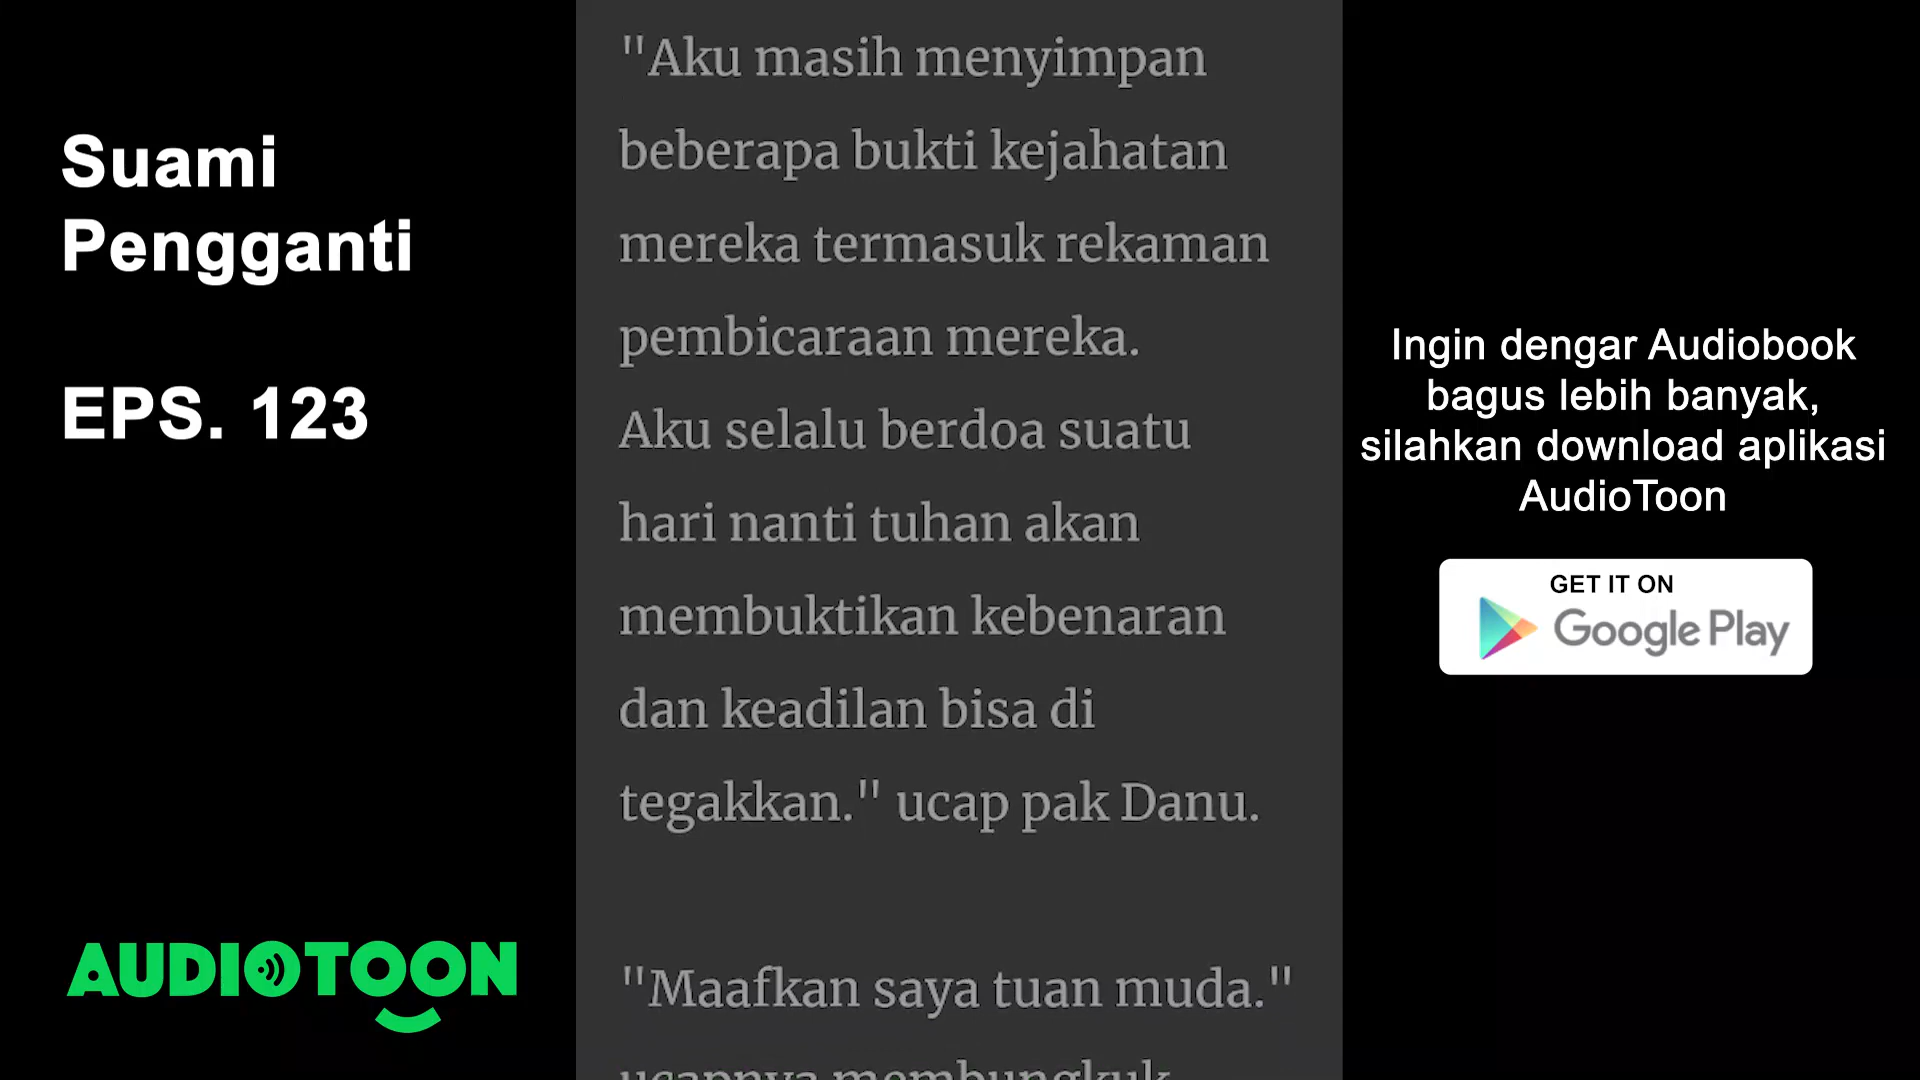 Suami
Pengganti
EPS. 123
AUDIOTOON
"Aku masih menyimpan
beberapa bukti kejahatan
mereka termasuk rekaman
pembicaraan mereka.
Aku selalu berdoa suatu
hari nanti tuhan akan
membuktikan kebenaran
dan keadilan bisa di
tegakkan." ucap pak Danu.
"Maafkan saya tuan muda."
ucapnya membungkuk
Ingin dengar Audiobook
bagus lebih banyak,
silahkan download aplikasi
AudioToon
GET IT ON
Google Play